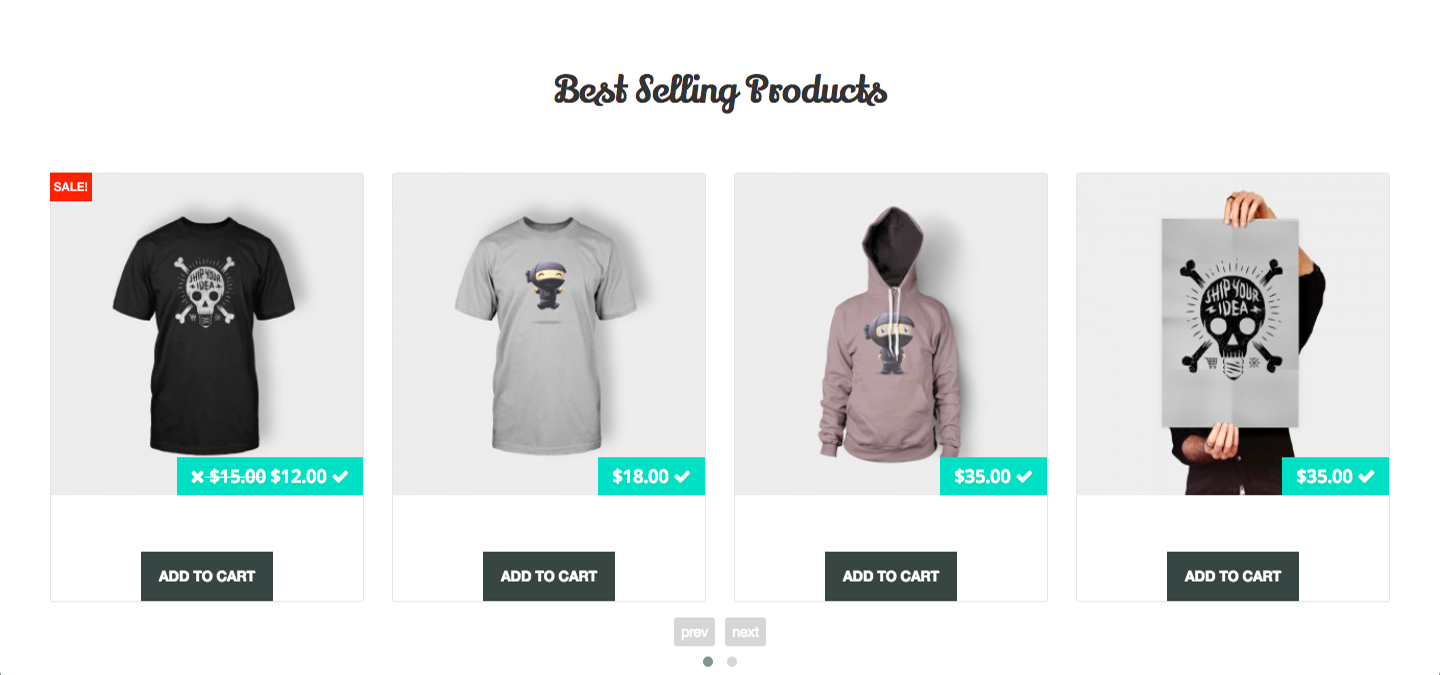 Best Selling Products
SALE!
SHIP YOUR
IDEA
SHIP YOUR
IDEA
$15.00 $12.00
$18.00
$35.00
$35.00
ADD TO CART
ADD TO CART
ADD TO CART
ADD TO CART
prev
next